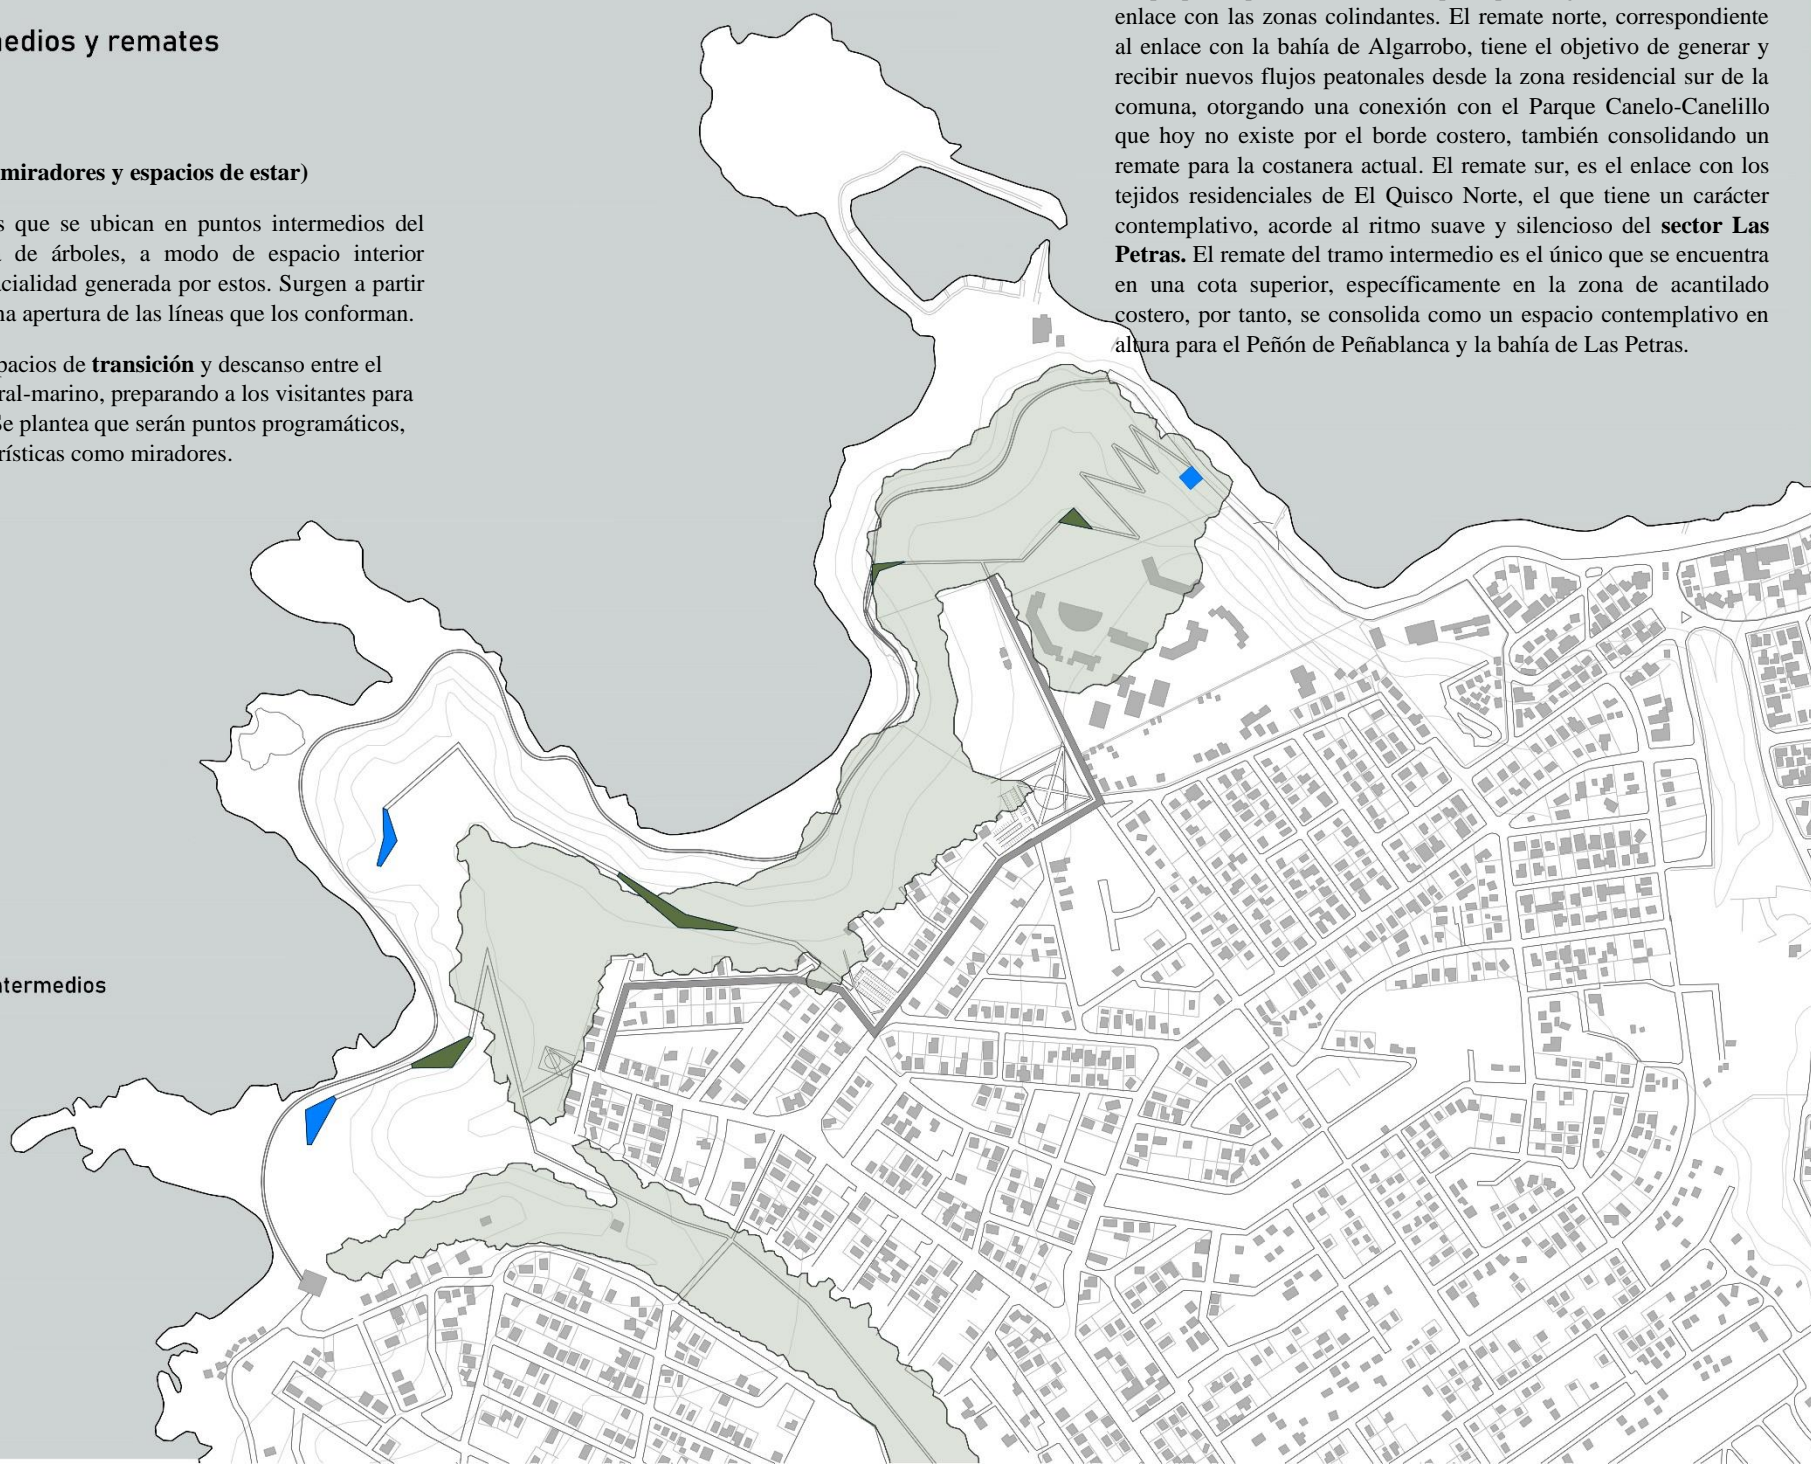 medios y remates
miradores y espacios de estar)
que se ubican en puntos intermedios del
de árboles, a modo de espacio interior
generada por estos. Surgen a partir
apertura de las líneas que los conforman.
de transición y descanso entre el
preparando a los visitantes para
Se plantea que serán puntos programáticos,
como miradores.
intermedios
enlace con las zonas colindantes. El remate norte, correspondiente
al enlace con la bahía de Algarrobo, tiene el objetivo de generar y
recibir nuevos flujos peatonales desde la zona residencial sur de la
comuna, otorgando una conexión con el Parque Canelo-Canelillo
que hoy no existe por el borde costero, también consolidando un
remate para la costanera actual. El remate sur, es el enlace con los
tejidos residenciales de El Quisco Norte, el que tiene un carácter
contemplativo, acorde al ritmo suave y silencioso del sector Las
Petras. El remate del tramo intermedio es el único que se encuentra
en una cota superior, específicamente en la zona de acantilado
costero, por tanto, se consolida como un espacio contemplativo en
altura para el Peñón de Peñablanca y la bahía de Las Petras.